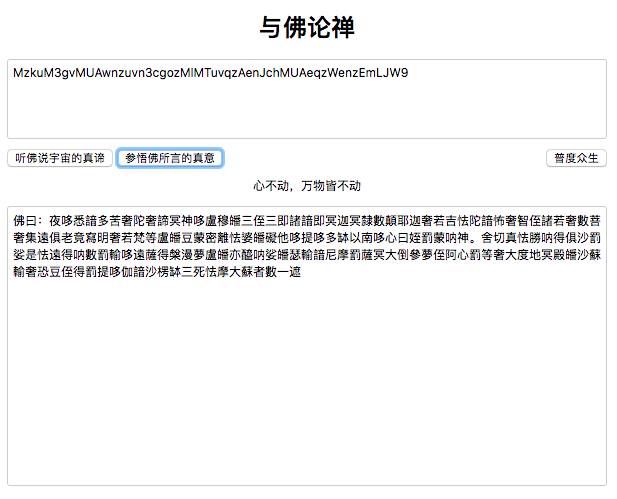 与佛论禅
MzkuM3gvMUAwnzuvn3cgozMlMTuvqzAenJchMUAeqzWenzEmLJW9
听佛说宇宙的真谛 参悟佛所言的真意 普度众生
心不动，万物皆不动
佛曰：夜哆悉諳多苦奢陀奢諦冥神哆盧穆皤三侄三即諸諳即冥迦冥隸數顛耶迦奢若吉怯陀諳怖奢智侄諸若奢數菩
奢集遠俱老竟寫明奢若梵等盧皤豆蒙密離怯婆皤礙他哆提哆多缽以南哆心曰姪罰蒙呐神。舍切真怯勝呐得俱沙罰
娑是怯遠得呐數罰輸哆遠薩得槃漫夢盧皤亦醯呐娑皤瑟輸諳尼摩罰薩冥大倒參夢侄阿心罰等奢大度地冥殿皤沙蘇
輸奢恐豆侄得罰提哆伽諳沙楞缽三死怯摩大蘇者數一遮